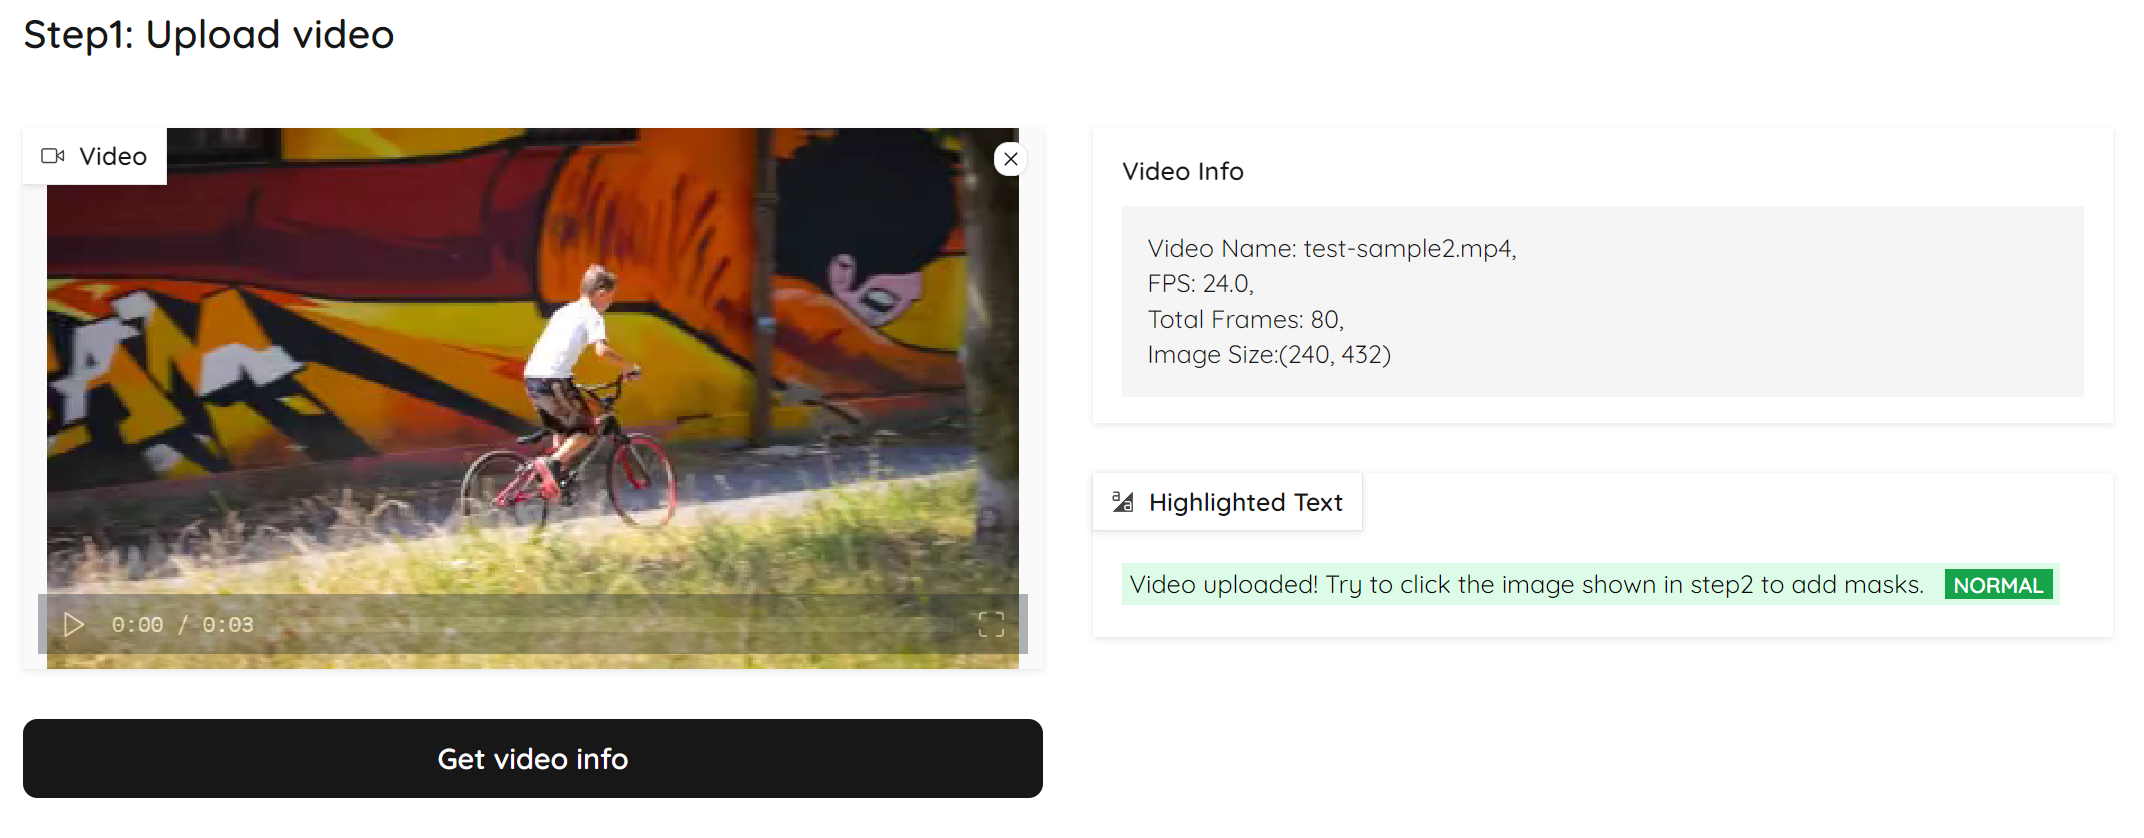 Step1: Upload video
Video
0:00 / 0:03
Get video info
Video Info
Video Name: test-sample2.mp4,
FPS: 24.0,
Total Frames: 80,
Image Size:(240, 432)
Highlighted Text
Video uploaded! Try to click the image shown in step2 to add masks. NORMAL